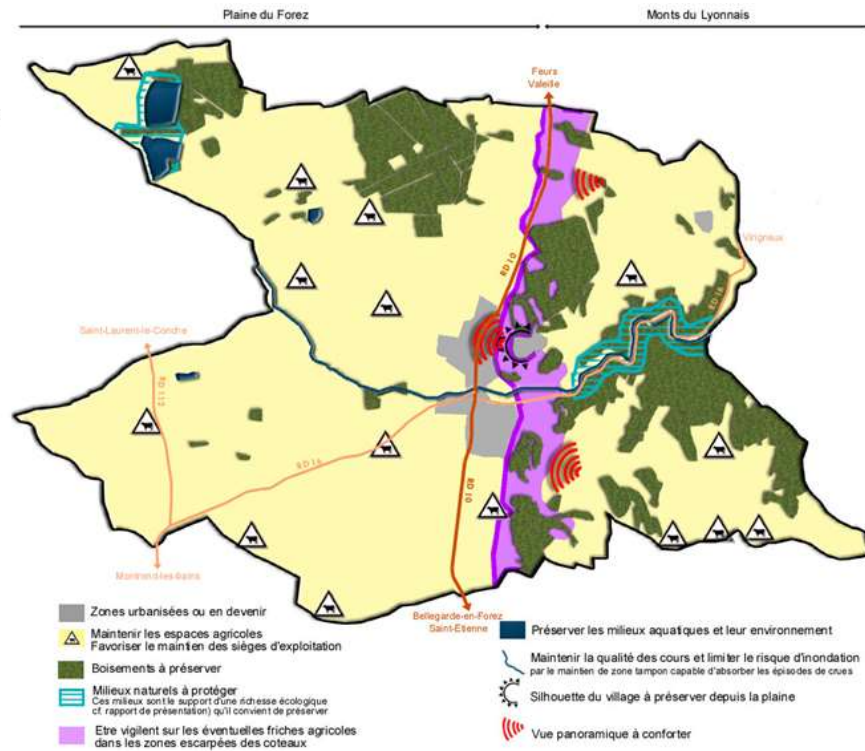 Plaine du Forez
Monts du Lyonnais
Feurs
Valeille
Virigneux
RD 10
RD 16
Saint-Laurent-la-Conche
RD 112
RD 16
RD 10
Montrond-les-Bains
Bellegarde-en-Forez
Saint-Etienne
Zones urbanisées ou en devenir
Maintenir les espaces agricoles
Favoriser le maintien des sièges d'exploitation
Boisements à préserver
Milieux naturels à protéger
Ces milieux sont le support d'une richesse écologique
cf. rapport de présentation) qu'il convient de préserver
Etre vigilent sur les éventuelles friches agricoles
dans les zones escarpées des coteaux
Préserver les milieux aquatiques et leur environnement
Maintenir la qualité des cours et limiter le risque d'inondation
par le maintien de zone tampon capable d'absorber les épisodes de crues
Silhouette du village à préserver depuis la plaine
Vue panoramique à conforter